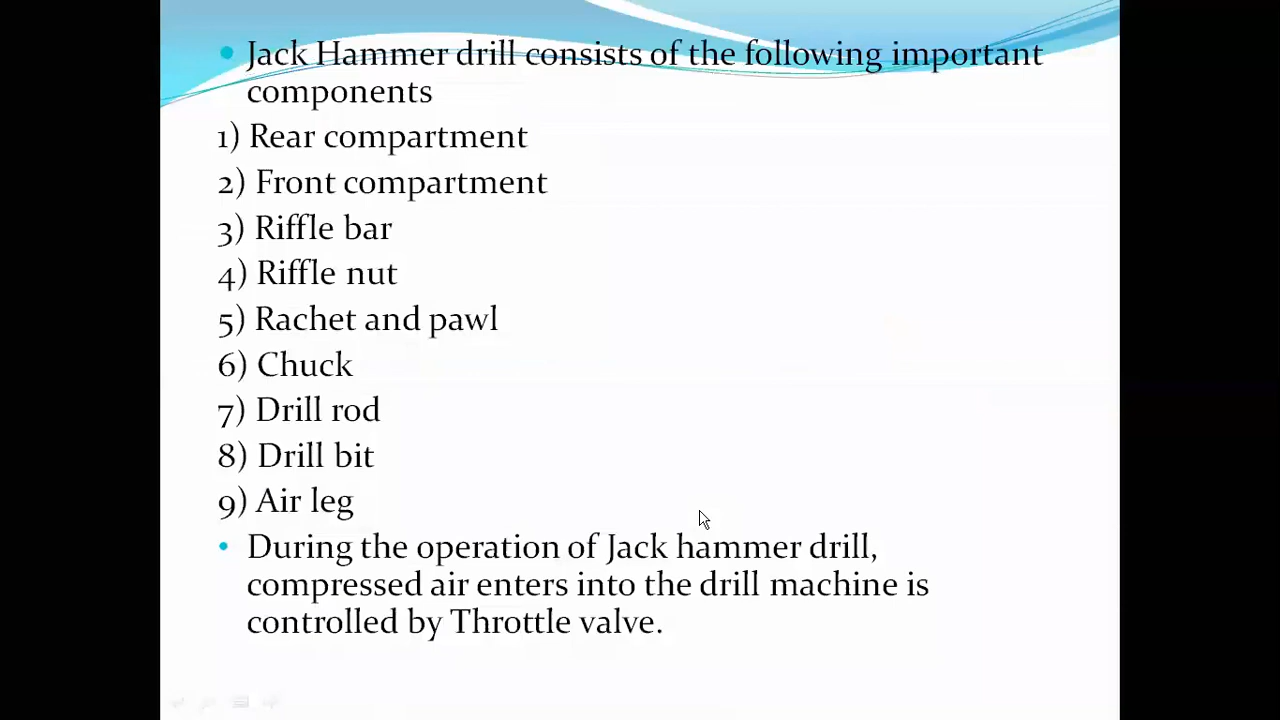 • Jack Hammer drill consists of the following important
components
1) Rear compartment
2) Front compartment
3) Riffle bar
4) Riffle nut
5) Rachet and pawl
6) Chuck
7) Drill rod
8) Drill bit
9) Air leg
• During the operation of Jack hammer drill,
compressed air enters into the drill machine is
controlled by Throttle valve.